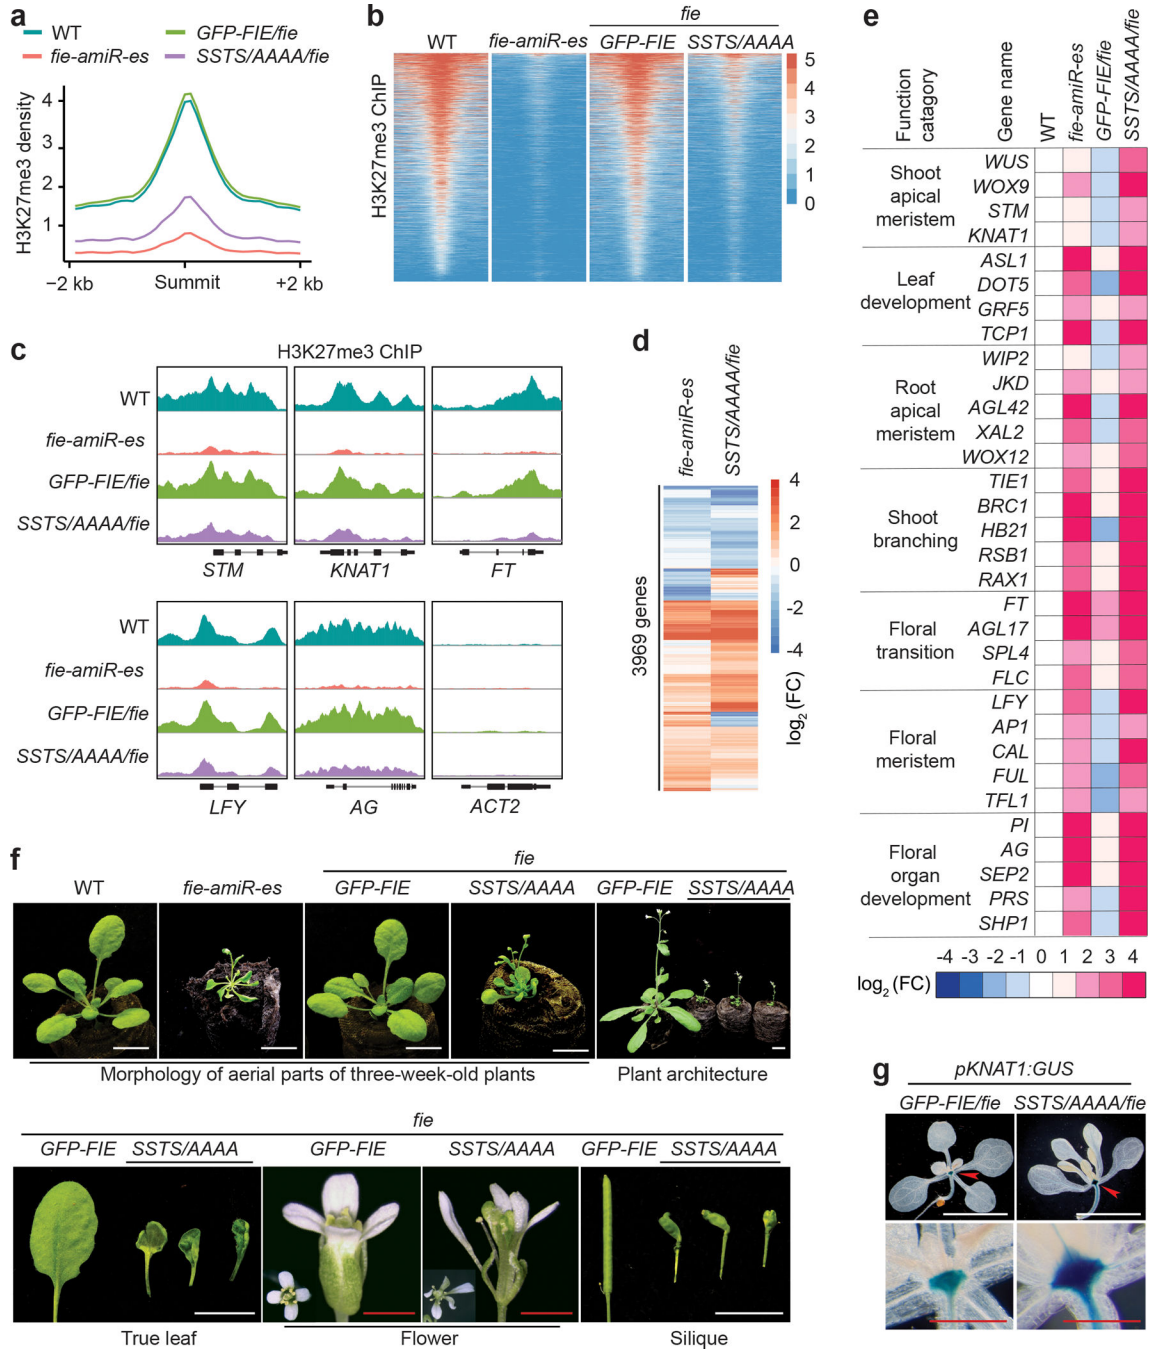 a
WT
GFP-FIE/fie
fie-amiR-es
SSTS/AAAA/fie
H3K27me3 density
4
3
2
1
−2 kb
Summit
+2 kb
b
fie
WT
fie-amiR-es
GFP-FIE
SSTS/AAAA
H3K27me3 ChIP
5
4
3
2
1
0
c
H3K27me3 ChIP
WT
fie-amiR-es
GFP-FIE/fie
SSTS/AAAA/fie
STM
KNAT1
FT
WT
fie-amiR-es
GFP-FIE/fie
SSTS/AAAA/fie
LFY
AG
ACT2
d
fie-amiR-es
SSTS/AAAA/fie
3969 genes
4
2
0
-2
-4
log2 (FC)
e
Function
catagory
Gene name
WT
fie-amiR-es
GFP-FIE/fie
SSTS/AAAA/fie
Shoot
apical
meristem
WUS
WOX9
STM
KNAT1
Leaf
development
ASL1
DOT5
GRF5
TCP1
Root
apical
meristem
WIP2
JKD
AGL42
XAL2
WOX12
Shoot
branching
TIE1
BRC1
HB21
RSB1
RAX1
Floral
transition
FT
AGL17
SPL4
FLC
Floral
meristem
LFY
AP1
CAL
FUL
TFL1
Floral
organ
development
PI
AG
SEP2
PRS
SHP1
-4 -3 -2 -1 0 1 2 3 4
log2 (FC)
f
fie
WT
fie-amiR-es
GFP-FIE
SSTS/AAAA
GFP-FIE
SSTS/AAAA
Morphology of aerial parts of three-week-old plants
Plant architecture
fie
GFP-FIE
SSTS/AAAA
GFP-FIE
SSTS/AAAA
GFP-FIE
SSTS/AAAA
True leaf
Flower
Silique
g
pKNAT1:GUS
GFP-FIE/fie
SSTS/AAAA/fie